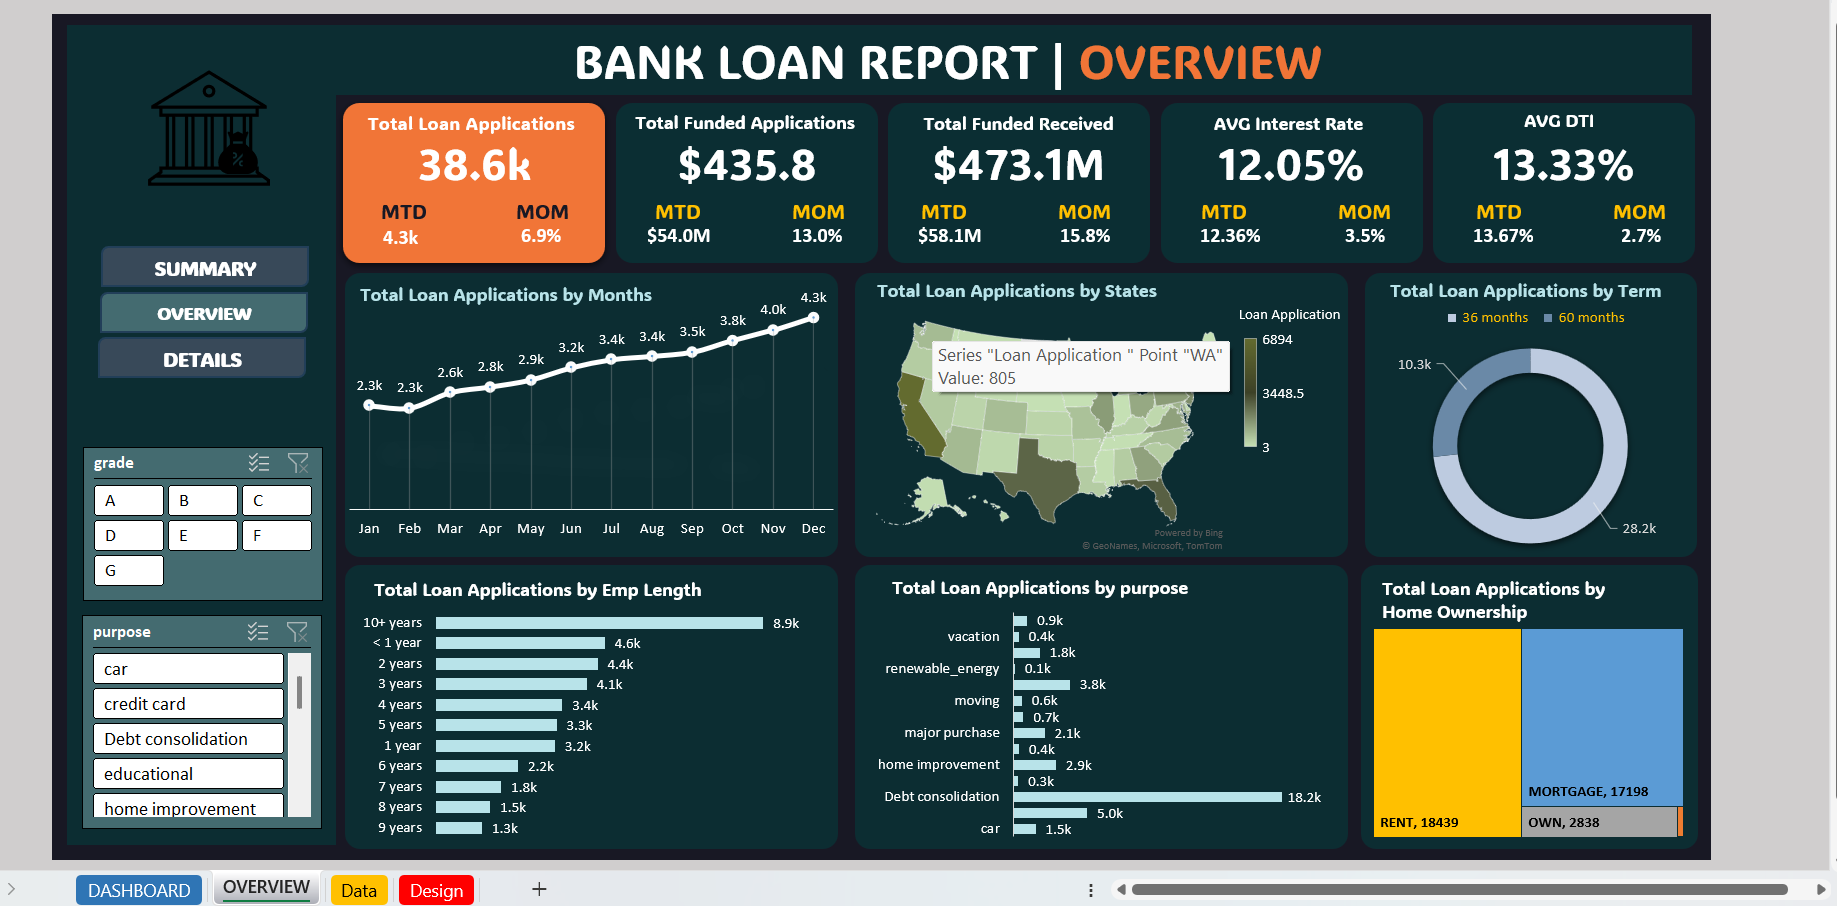 BANK LOAN REPORT | OVERVIEW
Total Loan Applications
38.6k
MTD MOM
4.3k 6.9%
Total Funded Applications
$435.8
MTD MOM
$54.0M 13.0%
Total Funded Received
$473.1M
MTD MOM
$58.1M 15.8%
AVG Interest Rate
12.05%
MTD MOM
12.36% 3.5%
AVG DTI
13.33%
MTD MOM
13.67% 2.7%
%
SUMMARY
OVERVIEW
DETAILS
grade
A B C
D E F
G
purpose
car
credit card
Debt consolidation
educational
home improvement
Total Loan Applications by Months
2.3k 2.3k 2.6k 2.8k 2.9k 3.2k 3.4k 3.4k 3.5k 3.8k 4.0k 4.3k
Jan Feb Mar Apr May Jun Jul Aug Sep Oct Nov Dec
Total Loan Applications by States
Loan Application
6894
3448.5
3
Series "Loan Application " Point "WA"
Value: 805
Powered by Bing
© GeoNames, Microsoft, TomTom
Total Loan Applications by Term
36 months 60 months
10.3k
28.2k
Total Loan Applications by Emp Length
10+ years 8.9k
< 1 year 4.6k
2 years 4.4k
3 years 4.1k
4 years 3.4k
5 years 3.3k
1 year 3.2k
6 years 2.2k
7 years 1.8k
8 years 1.5k
9 years 1.3k
Total Loan Applications by purpose
0.9k
vacation 0.4k
1.8k
renewable_energy 0.1k
3.8k
moving 0.6k
0.7k
major purchase 2.1k
0.4k
home improvement 2.9k
0.3k
Debt consolidation 18.2k
5.0k
car 1.5k
Total Loan Applications by
Home Ownership
MORTGAGE, 17198
RENT, 18439
OWN, 2838
DASHBOARD OVERVIEW Data Design +